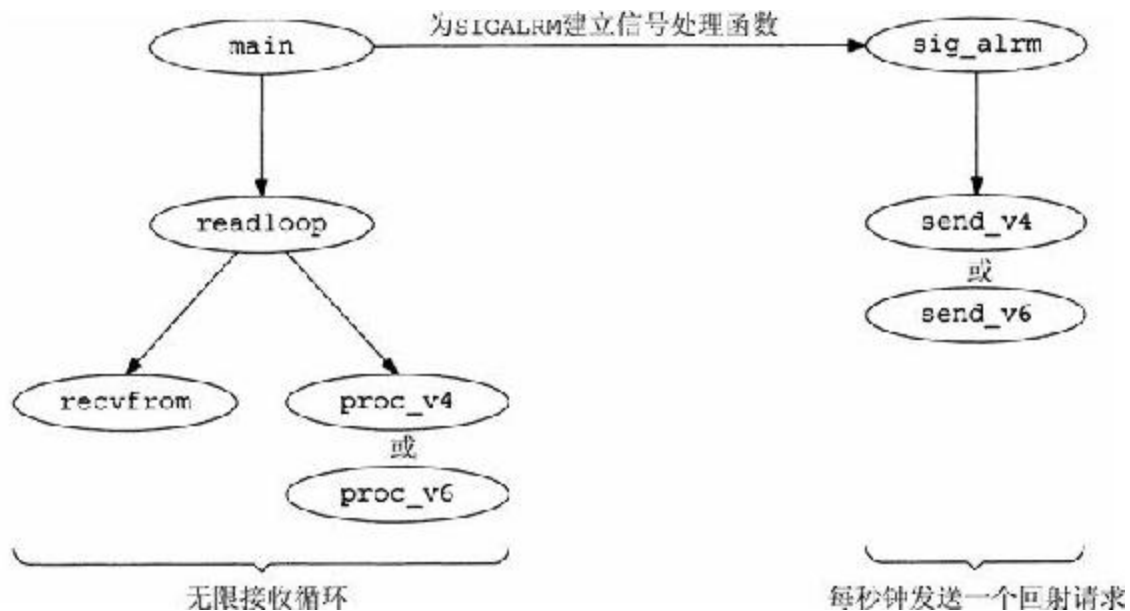 为SIGALRM建立信号处理函数
main
sig_alrm
readloop
send_v4
或
send_v6
recvfrom
proc_v4
或
proc_v6
无限接收循环
每秒钟发送一个回射请求